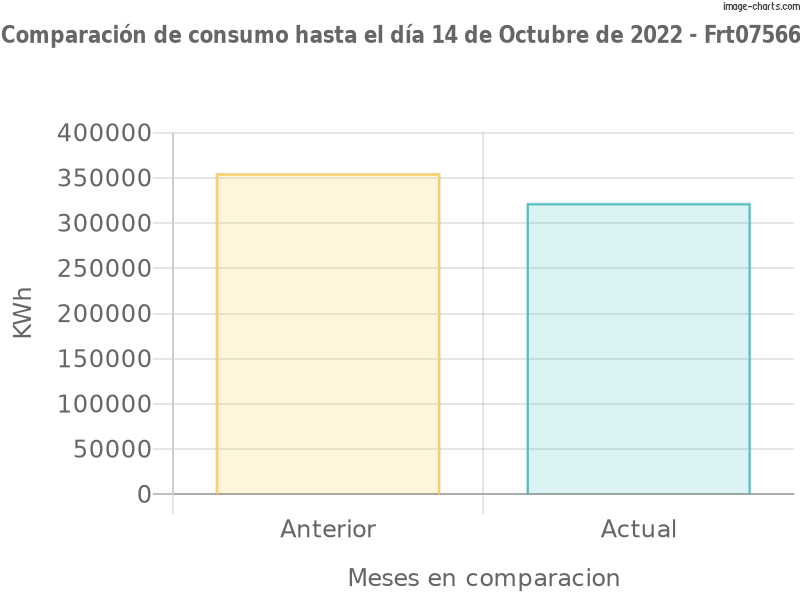 image-charts.com
Comparación de consumo hasta el día 14 de Octubre de 2022 - Frt07566
400000
350000
300000
250000
200000
150000
100000
50000
0
KWh
Anterior
Actual
Meses en comparacion